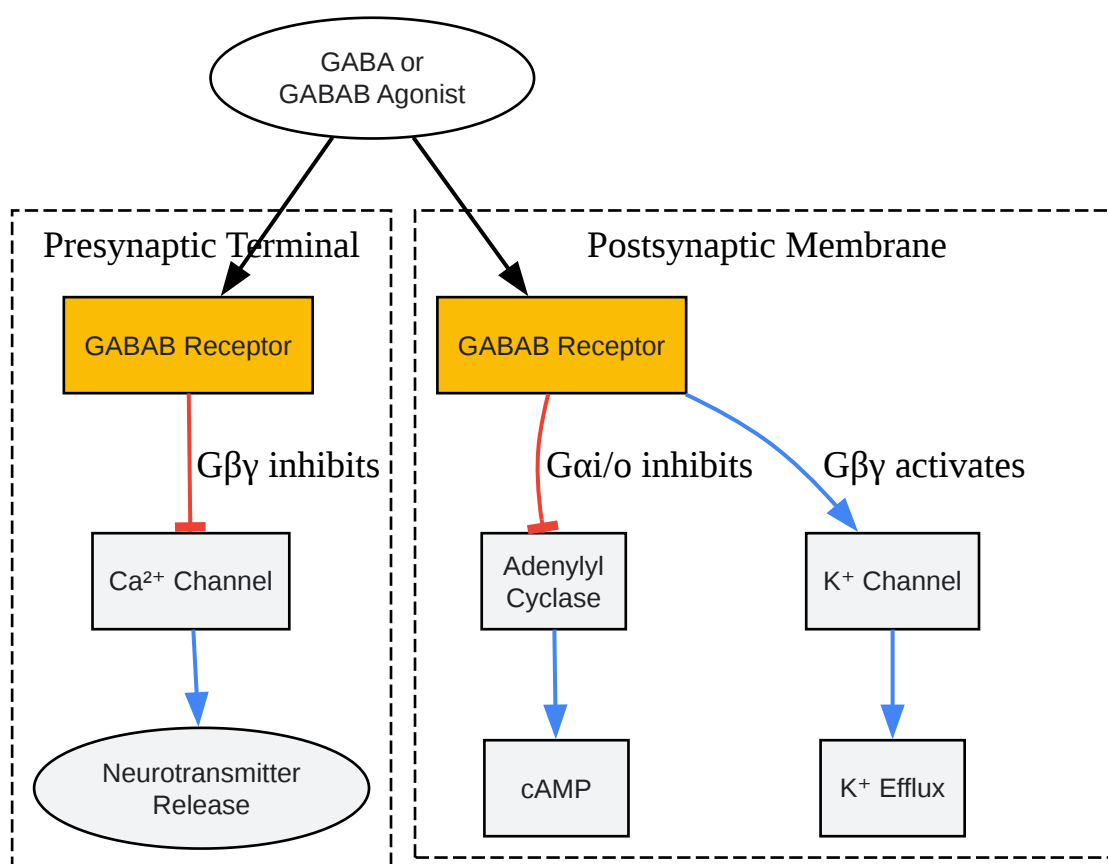 GABA or
GABAB Agonist
Presynaptic Terminal
Postsynaptic Membrane
GABAB Receptor
GABAB Receptor
Gβγ inhibits
Gαi/o inhibits
Gβγ activates
Ca²⁺ Channel
Adenylyl
Cyclase
K⁺ Channel
Neurotransmitter
Release
cAMP
K⁺ Efflux